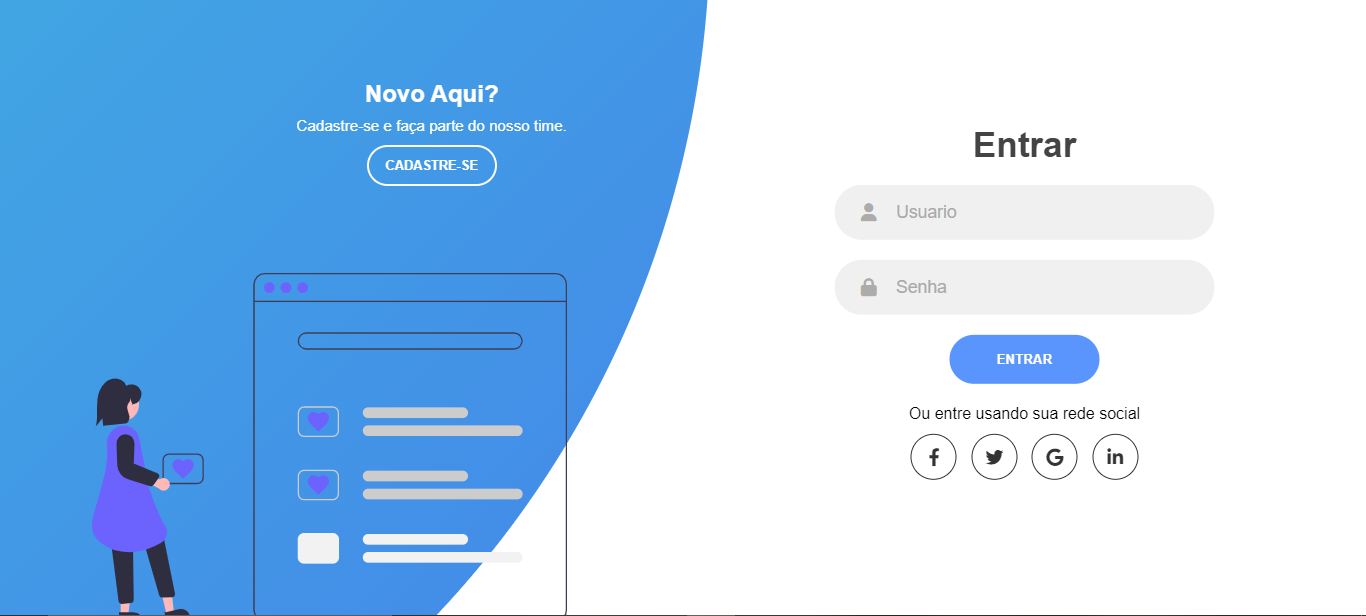 Novo Aqui?
Cadastre-se e faça parte do nosso time.
CADASTRE-SE
Entrar
Usuario
Senha
ENTRAR
Ou entre usando sua rede social